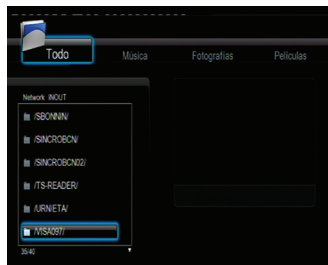 Todo Música Fotografías Películas
Network INOUT
/SBONNIN/
/SINCROBCN/
/SINCROBCN02/
/TS-READER/
/URNIETA/
/VISA097/
35/40